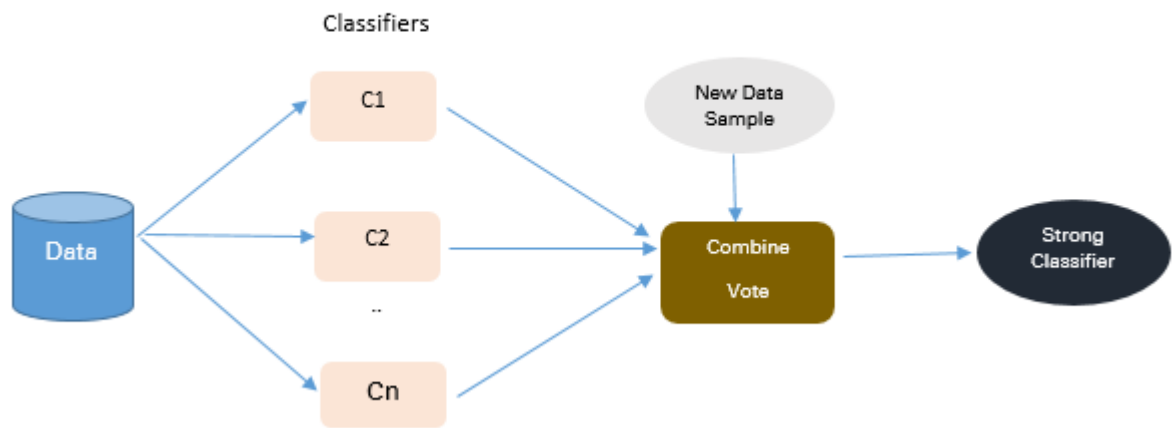 Classifiers
C1
New Data
Sample
Data
C2
Combine
Vote
Strong
Classifier
..
Cn